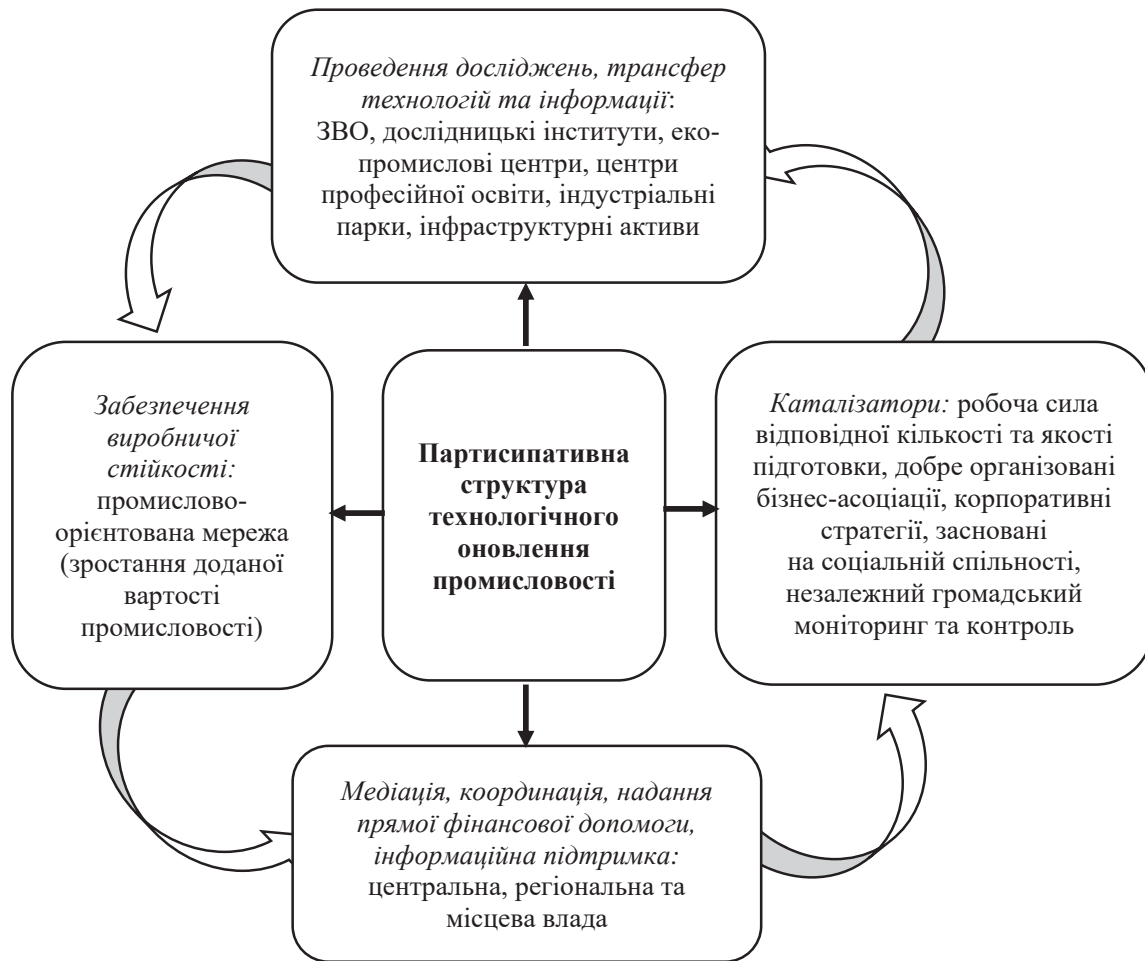 Проведення досліджень, трансфер
технологій та інформації:
ЗВО, дослідницькі інститути, еко-
промислові центри, центри
професійної освіти, індустріальні
парки, інфраструктурні активи
Забезпечення
виробничої
стійкості:
промислово-
орієнтована мережа
(зростання доданої
вартості
промисловості)
Партисипативна
структура
технологічного
оновлення
промисловості
Каталізатори: робоча сила
відповідної кількості та якості
підготовки, добре організовані
бізнес-асоціації, корпоративні
стратегії, засновані
на соціальній спільності,
незалежний громадський
моніторинг та контроль
Медіація, координація, надання
прямої фінансової допомоги,
інформаційна підтримка:
центральна, регіональна та
місцева влада